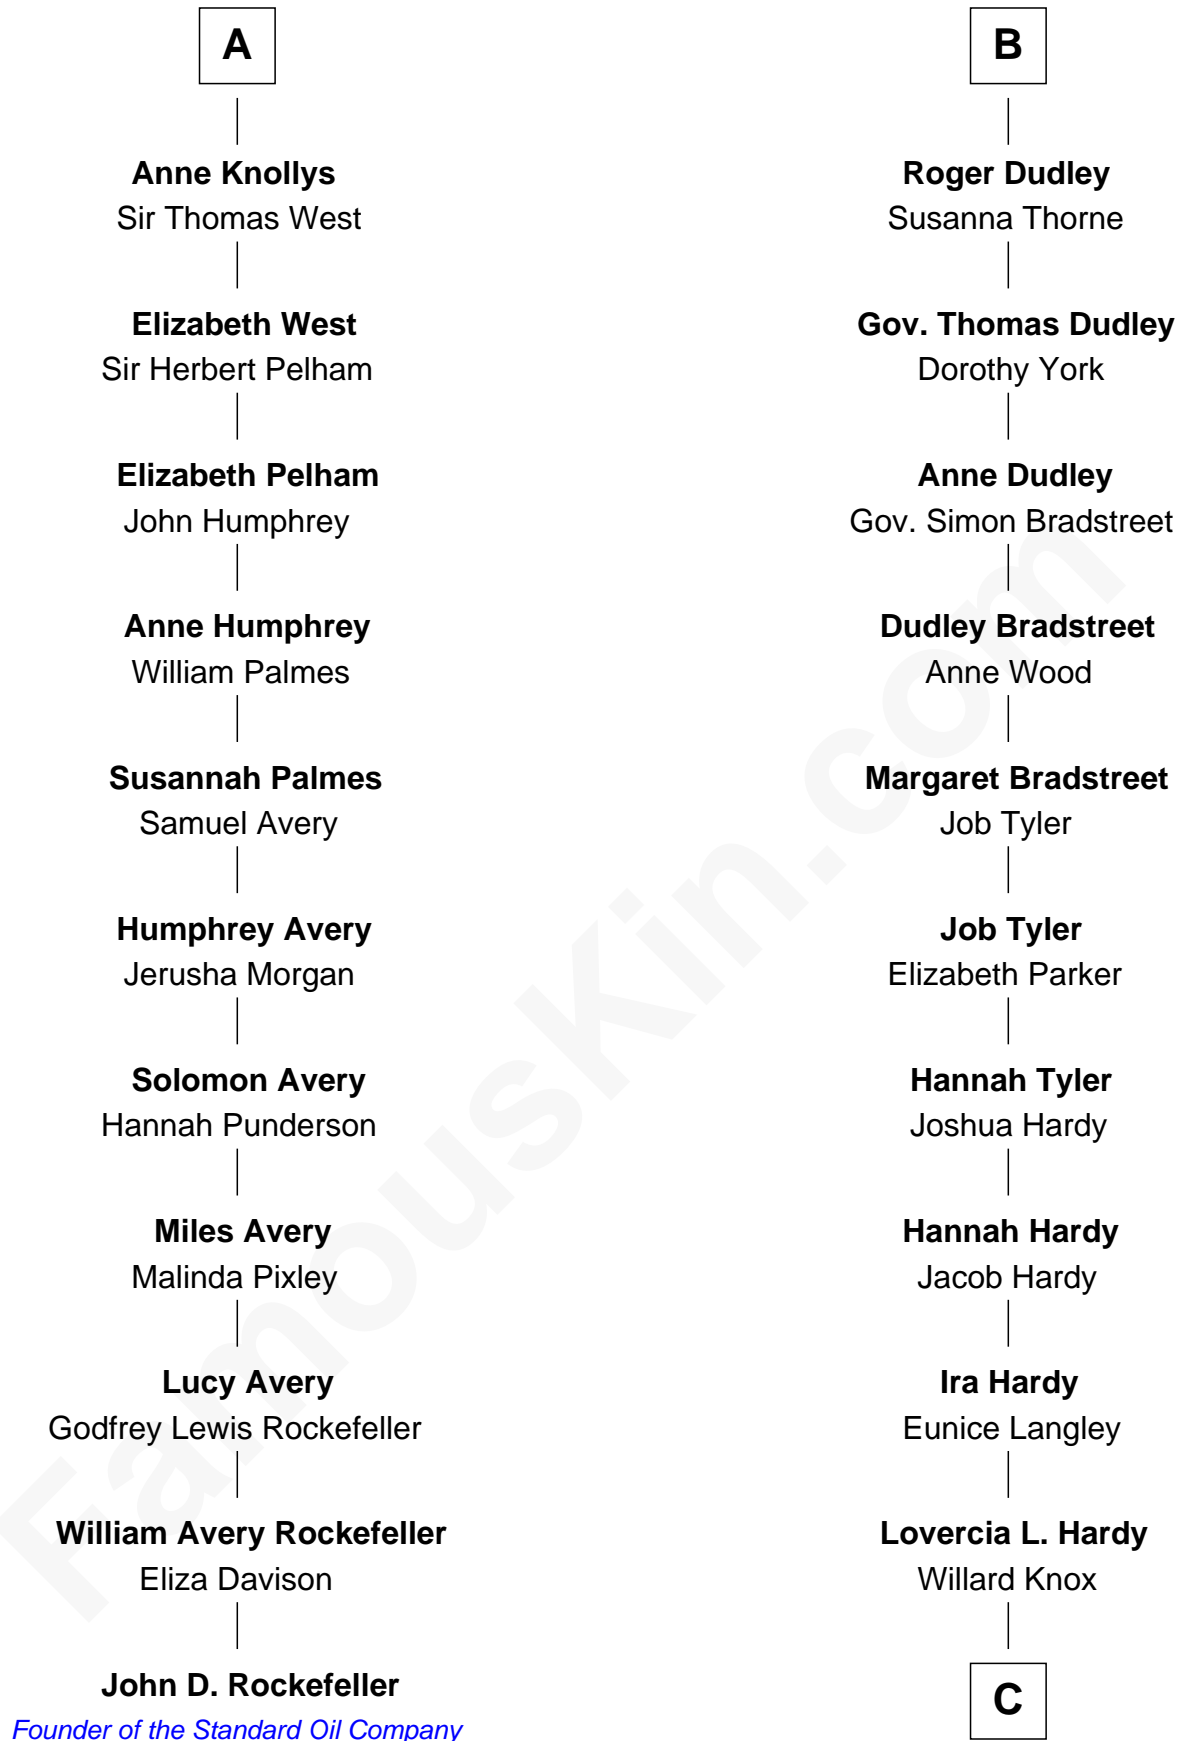 A
Anne Knollys
Sir Thomas West
Elizabeth West
Sir Herbert Pelham
Elizabeth Pelham
John Humphrey
Anne Humphrey
William Palmes
Susannah Palmes
Samuel Avery
Humphrey Avery
Jerusha Morgan
Solomon Avery
Hannah Punderson
Miles Avery
Malinda Pixley
Lucy Avery
Godfrey Lewis Rockefeller
William Avery Rockefeller
Eliza Davison
John D. Rockefeller
Founder of the Standard Oil Company
B
Roger Dudley
Susanna Thorne
Gov. Thomas Dudley
Dorothy York
Anne Dudley
Gov. Simon Bradstreet
Dudley Bradstreet
Anne Wood
Margaret Bradstreet
Job Tyler
Job Tyler
Elizabeth Parker
Hannah Tyler
Joshua Hardy
Hannah Hardy
Jacob Hardy
Ira Hardy
Eunice Langley
Lovercia L. Hardy
Willard Knox
C
FamousKin.com